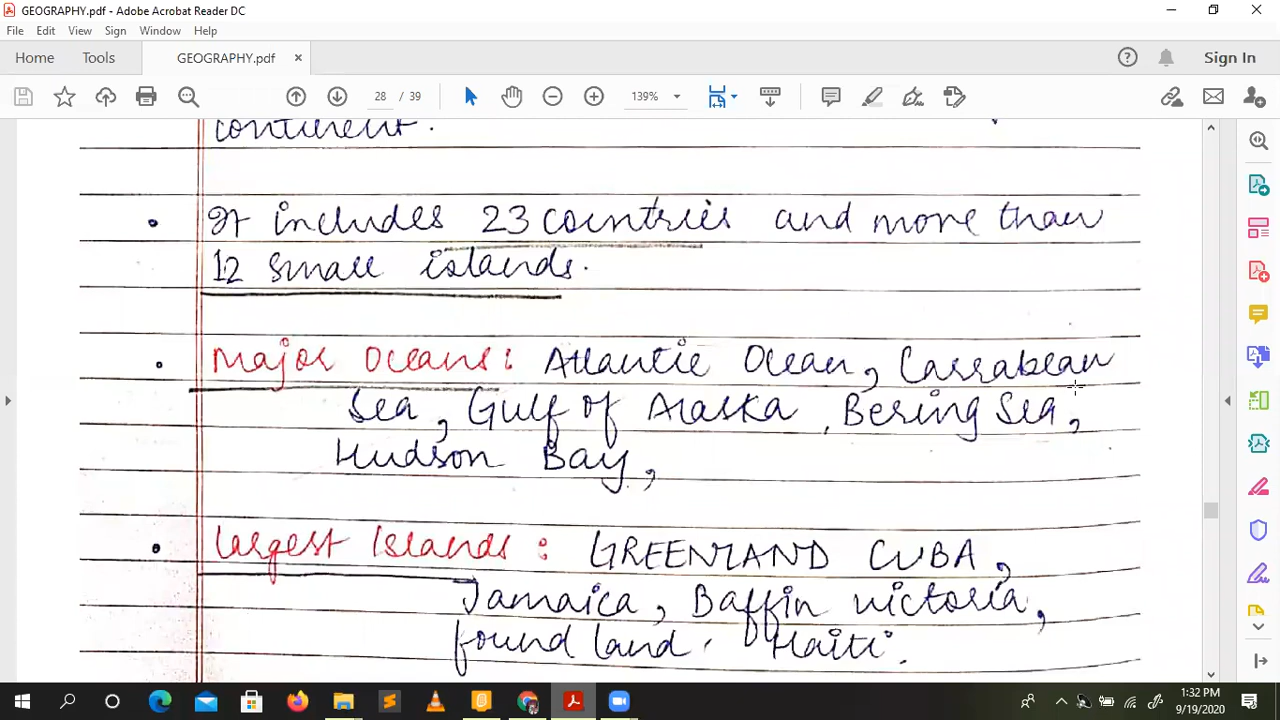 GEOGRAPHY.pdf - Adobe Acrobat Reader DC
File Edit View Sign Window Help
Home Tools GEOGRAPHY.pdf × Sign In
28 / 39 139%
continent.
• It includes 23 countries and more than
12 small islands.
• Major Oceans: Atlantic Ocean, Carrabean
Sea, Gulf of Alaska, Bering Sea,
Hudson Bay,
• Largest Islands: GREENLAND CUBA,
Jamaica, Baffin victoria,
found land, Haiti.
1:32 PM
9/19/2020